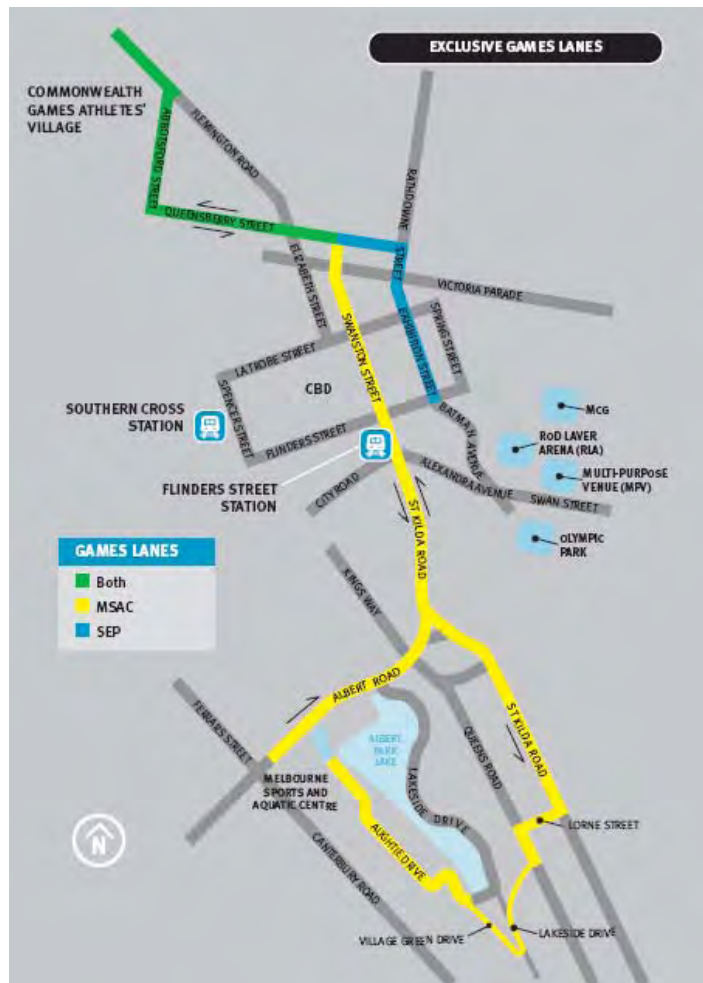 EXCLUSIVE GAMES LANES
COMMONWEALTH
GAMES ATHLETES'
VILLAGE
FLEMINGTON ROAD
ABBOTSFORD STREET
RATHDOWNE
STREET
QUEENSBERRY STREET
ELIZABETH STREET
VICTORIA PARADE
SWANSTON STREET
EXHIBITION STREET
SPRING STREET
LATROBE STREET
CBD
SPENCER STREET
SOUTHERN CROSS
STATION
FLINDERS STREET
BATMAN AVENUE
MCG
ROD LAVER
ARENA (RLA)
MULTI-PURPOSE
VENUE (MPV)
FLINDERS STREET
STATION
CITY ROAD
ALEXANDRA AVENUE
SWAN STREET
OLYMPIC
PARK
ST KILDA ROAD
GAMES LANES
Both
MSAC
SEP
KINGS WAY
ALBERT ROAD
FERRARS STREET
QUEENS ROAD
ST KILDA ROAD
ALBERT
PARK
LAKE
LAKESIDE DRIVE
MELBOURNE
SPORTS AND
AQUATIC CENTRE
LORNE STREET
N
AUGHTIE DRIVE
CANTERBURY ROAD
VILLAGE GREEN DRIVE
LAKESIDE DRIVE